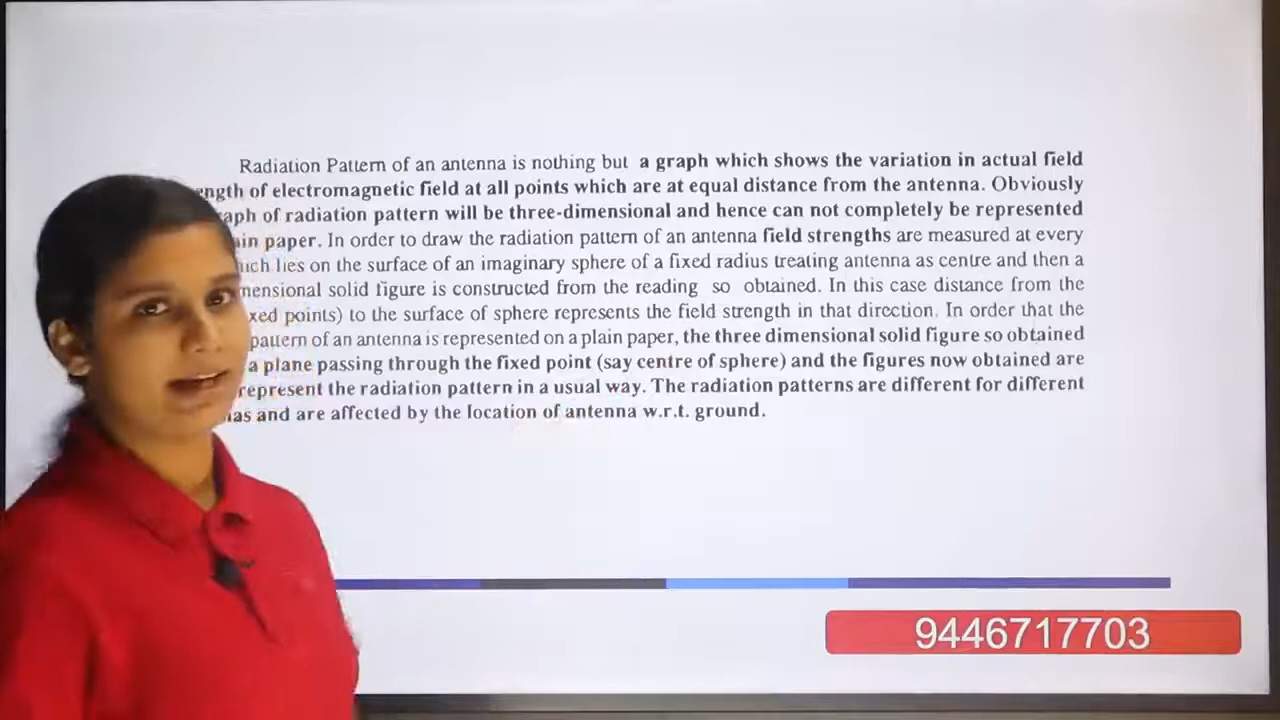 Radiation Pattern of an antenna is nothing but a graph which shows the variation in actual field
of electromagnetic field at all points which are at equal distance from the antenna. Obviously
of radiation pattern will be three-dimensional and hence can not completely be represented
paper. In order to draw the radiation pattern of an antenna field strengths are measured at every
lies on the surface of an imaginary sphere of a fixed radius treating antenna as centre and then a
solid figure is constructed from the reading so obtained. In this case distance from the
points) to the surface of sphere represents the field strength in that direction. In order that the
pattern of an antenna is represented on a plain paper, the three dimensional solid figure so obtained
a plane passing through the fixed point (say centre of sphere) and the figures now obtained are
represent the radiation pattern in a usual way. The radiation patterns are different for different
and are affected by the location of antenna w.r.t. ground.
9446717703